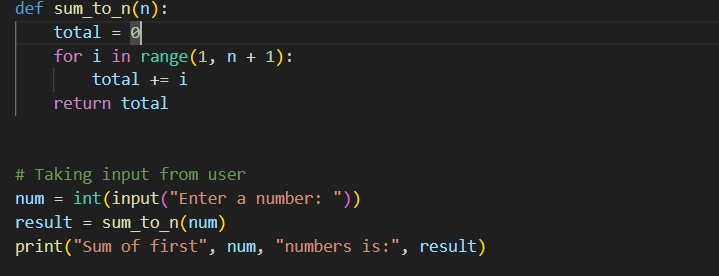 def sum_to_n(n):
    total = 0
    for i in range(1, n + 1):
        total += i
    return total
# Taking input from user
num = int(input("Enter a number: "))
result = sum_to_n(num)
print("Sum of first", num, "numbers is:", result)